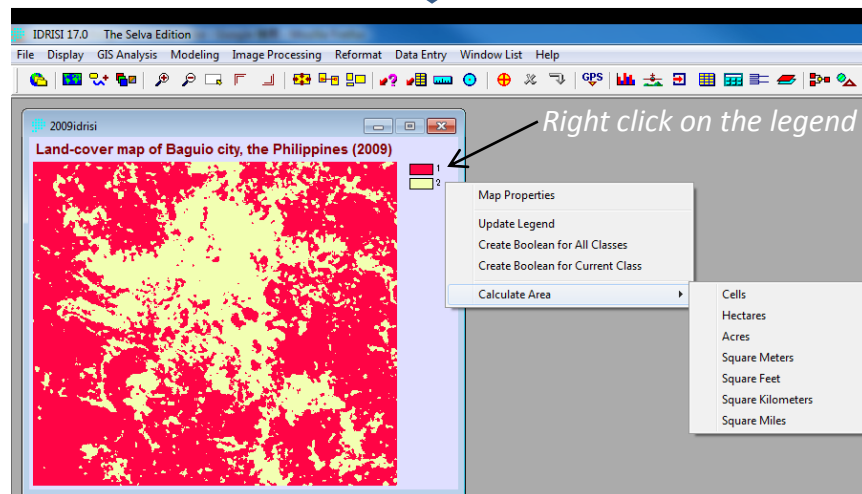 IDRISI 17.0 The Selva Edition
File Display GIS Analysis Modeling Image Processing Reformat Data Entry Window List Help
GPS
2009idrisi
Right click on the legend
Land-cover map of Baguio city, the Philippines (2009)
1
2
Map Properties
Update Legend
Create Boolean for All Classes
Create Boolean for Current Class
Calculate Area
Cells
Hectares
Acres
Square Meters
Square Feet
Square Kilometers
Square Miles